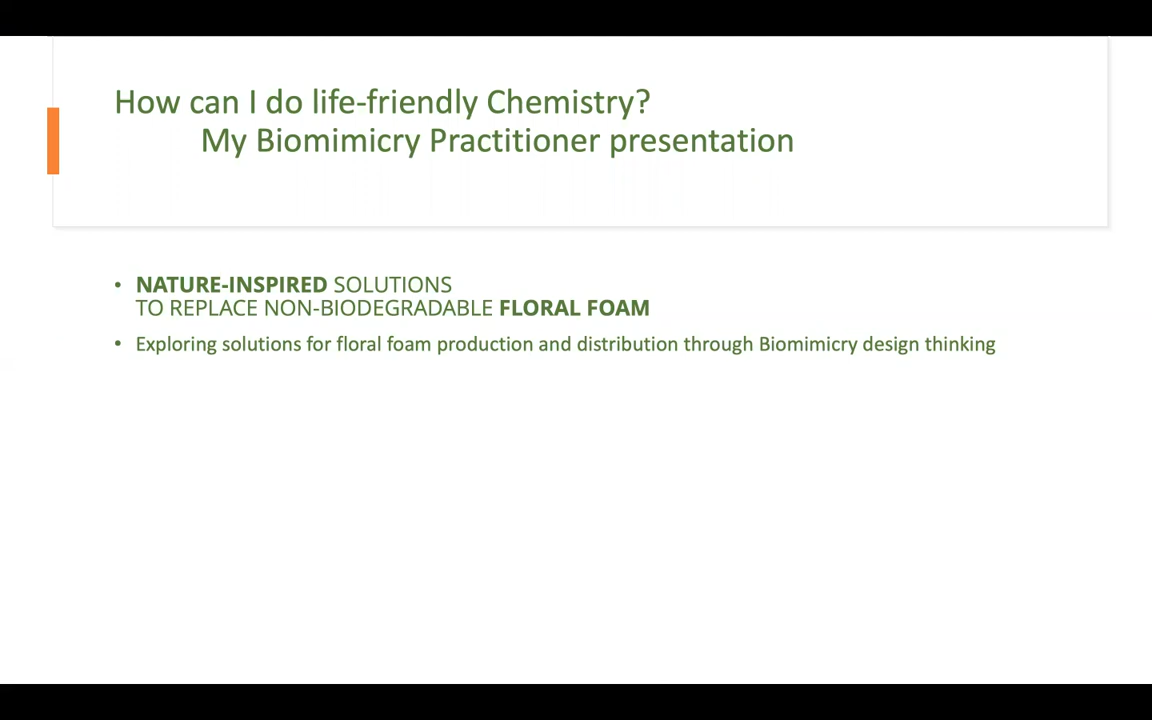 How can I do life-friendly Chemistry?
My Biomimicry Practitioner presentation
• NATURE-INSPIRED SOLUTIONS
TO REPLACE NON-BIODEGRADABLE FLORAL FOAM
• Exploring solutions for floral foam production and distribution through Biomimicry design thinking